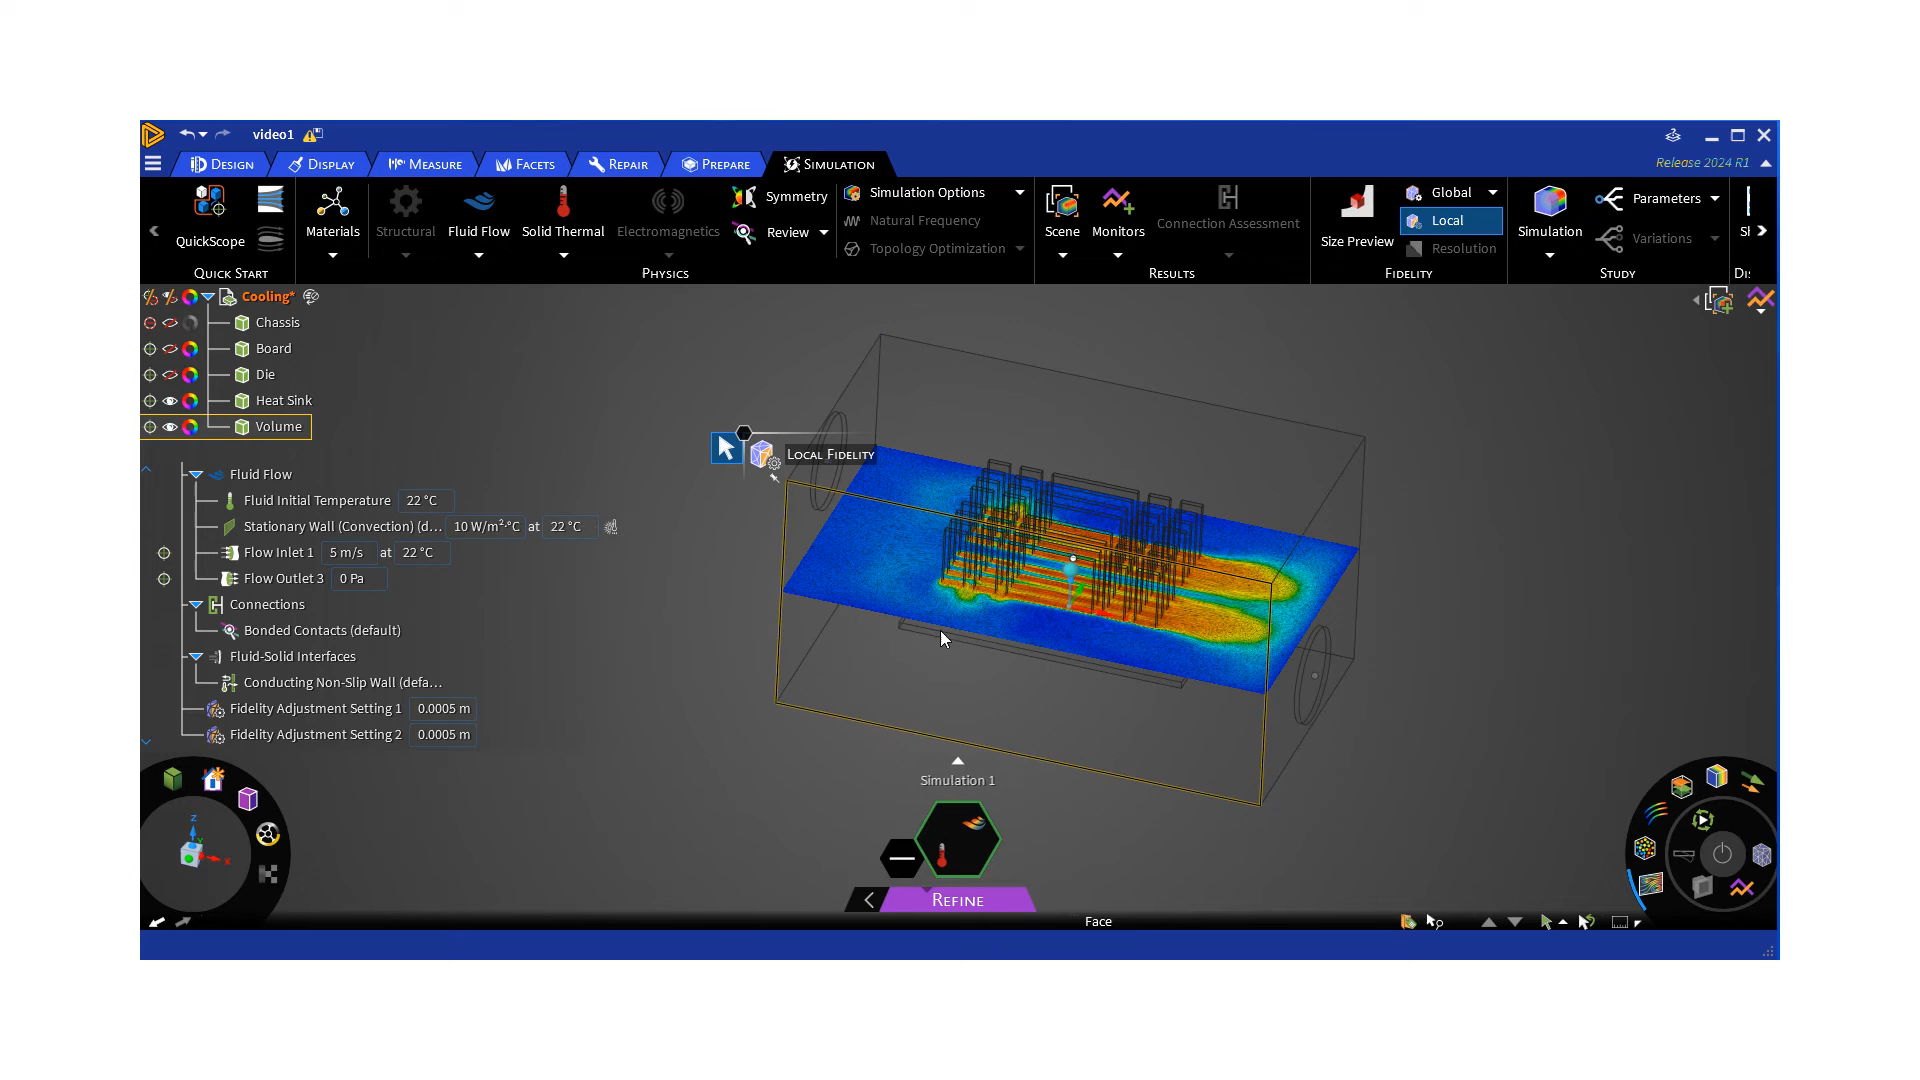 video1
DESIGN DISPLAY MEASURE FACETS REPAIR PREPARE SIMULATION
Release 2024 R1
QuickScope
Materials
Structural
Fluid Flow
Solid Thermal
Electromagnetics
Symmetry
Review
Simulation Options
Natural Frequency
Topology Optimization
Scene
Monitors
Connection Assessment
Size Preview
Global
Local
Resolution
Simulation
Parameters
Variations
QUICK START
PHYSICS
RESULTS
FIDELITY
STUDY
Cooling*
Chassis
Board
Die
Heat Sink
Volume
Fluid Flow
Fluid Initial Temperature 22 °C
Stationary Wall (Convection) (d... 10 W/m²·°C at 22 °C
Flow Inlet 1 5 m/s at 22 °C
Flow Outlet 3 0 Pa
Connections
Bonded Contacts (default)
Fluid-Solid Interfaces
Conducting Non-Slip Wall (defa...
Fidelity Adjustment Setting 1 0.0005 m
Fidelity Adjustment Setting 2 0.0005 m
LOCAL FIDELITY
Simulation 1
REFINE
Face
Z
Y
X